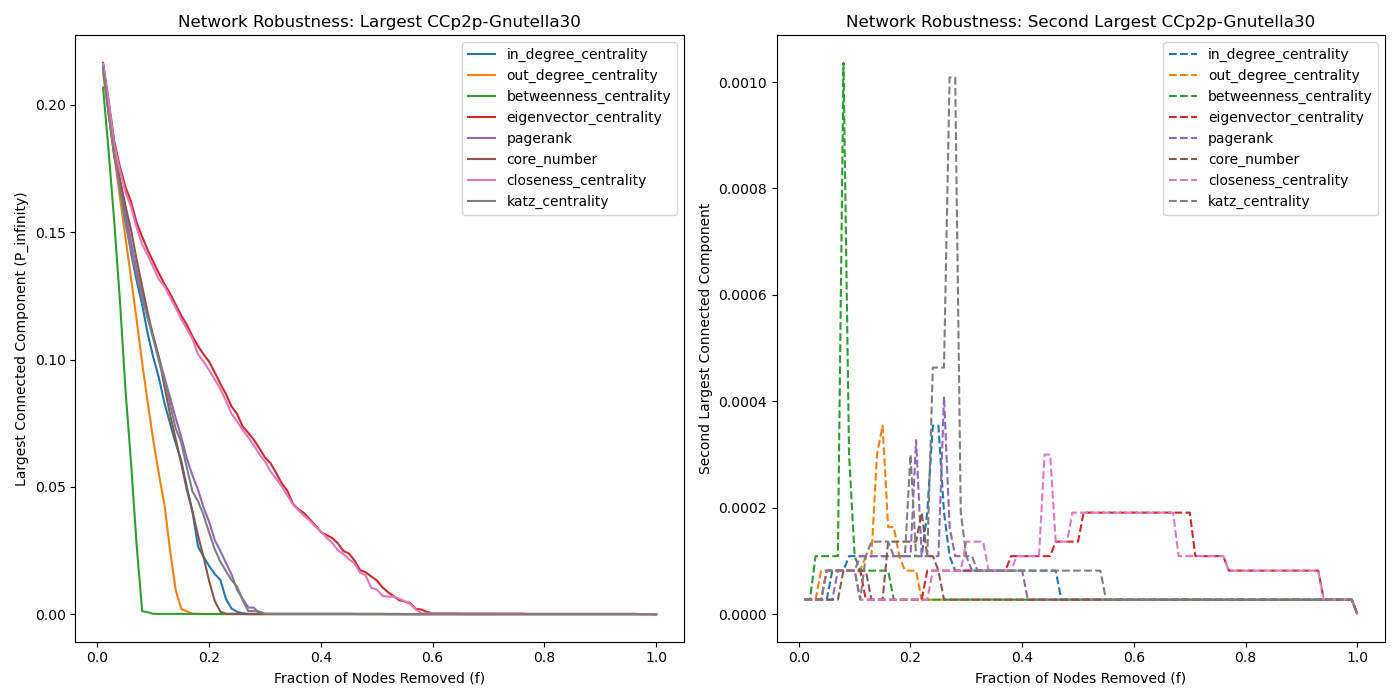 Network Robustness: Largest CCp2p-Gnutella30
Largest Connected Component (P_infinity)
0.20
0.15
0.10
0.05
0.00
in_degree_centrality
out_degree_centrality
betweenness_centrality
eigenvector_centrality
pagerank
core_number
closeness_centrality
katz_centrality
0.0 0.2 0.4 0.6 0.8 1.0
Fraction of Nodes Removed (f)
Network Robustness: Second Largest CCp2p-Gnutella30
Second Largest Connected Component
0.0010
0.0008
0.0006
0.0004
0.0002
0.0000
in_degree_centrality
out_degree_centrality
betweenness_centrality
eigenvector_centrality
pagerank
core_number
closeness_centrality
katz_centrality
0.0 0.2 0.4 0.6 0.8 1.0
Fraction of Nodes Removed (f)